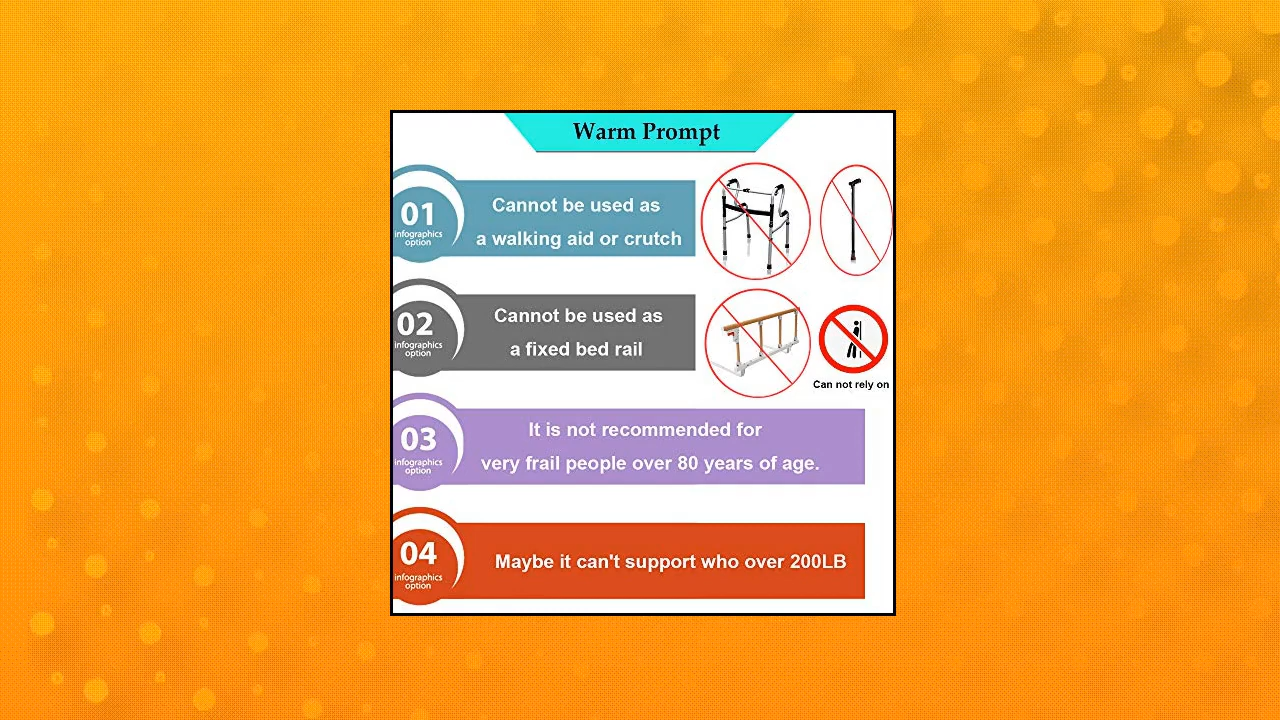 Warm Prompt
01
infographics
option
Cannot be used as
a walking aid or crutch
02
infographics
option
Cannot be used as
a fixed bed rail
Can not rely on
03
infographics
option
It is not recommended for
very frail people over 80 years of age.
04
infographics
option
Maybe it can't support who over 200LB